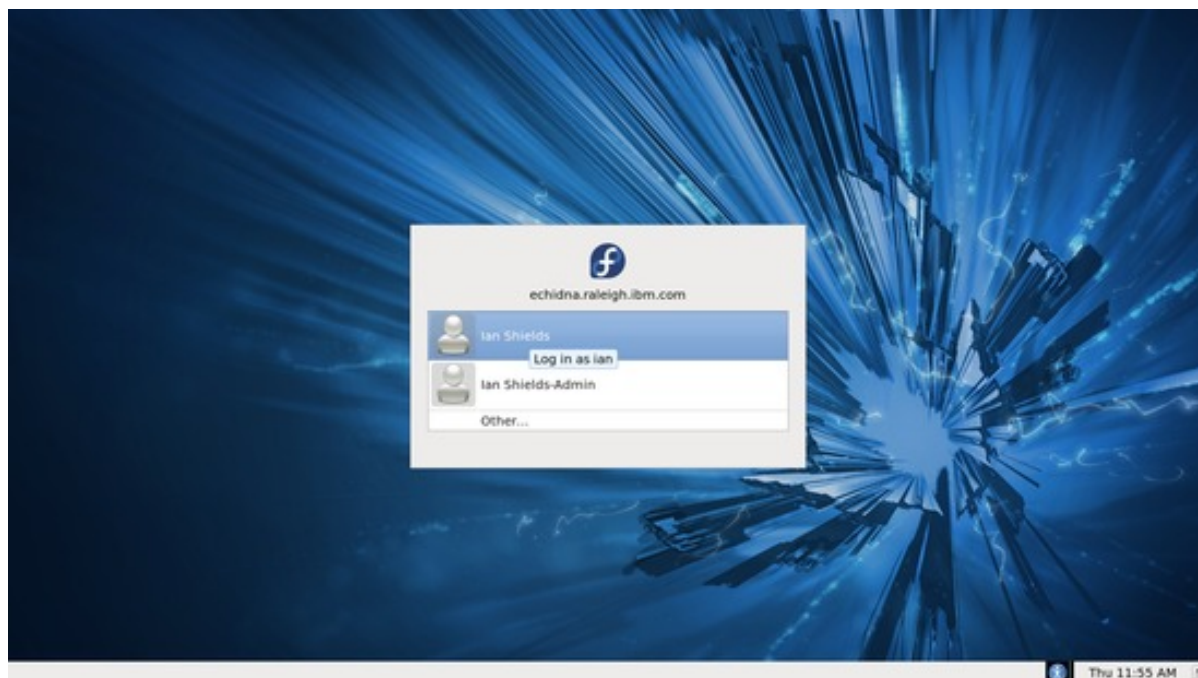 echidna.raleigh.ibm.com
Ian Shields
Log in as ian
Ian Shields-Admin
Other...
Thu 11:55 AM